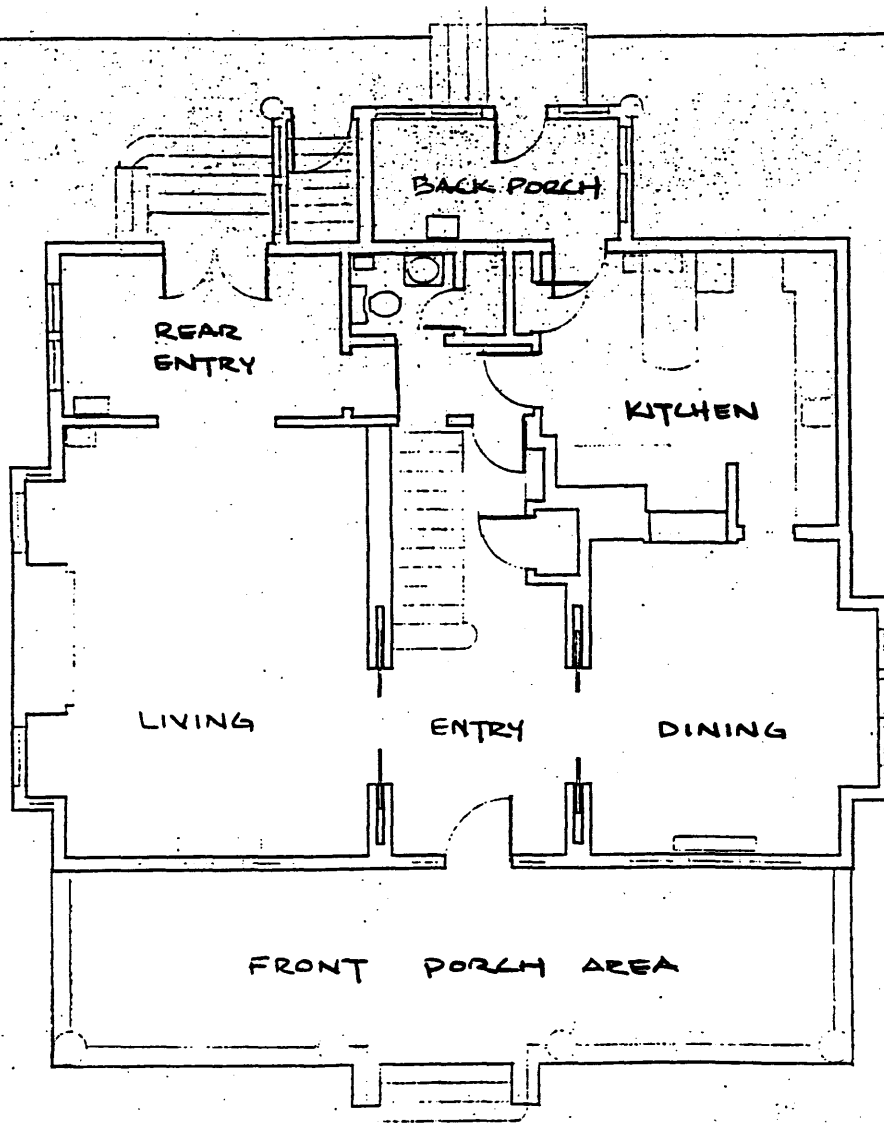 BACK PORCH
REAR
ENTRY
KITCHEN
LIVING
ENTRY
DINING
FRONT PORCH AREA